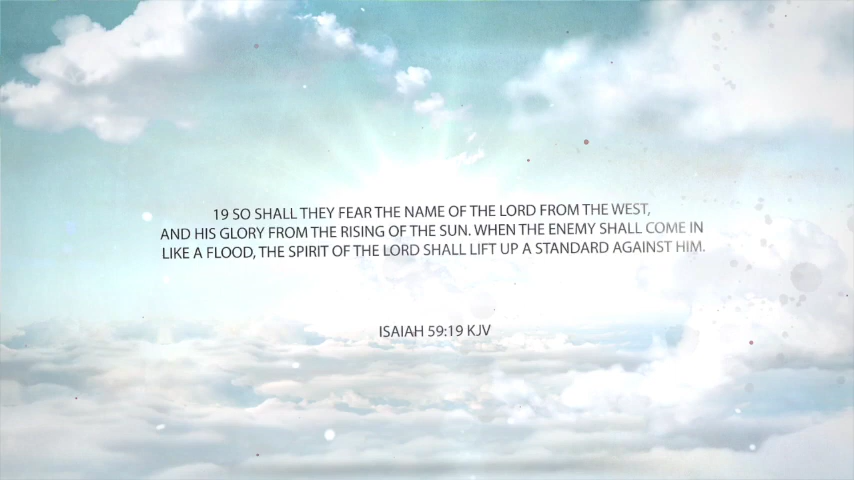 19 SO SHALL THEY FEAR THE NAME OF THE LORD FROM THE WEST,
AND HIS GLORY FROM THE RISING OF THE SUN. WHEN THE ENEMY SHALL COME IN
LIKE A FLOOD, THE SPIRIT OF THE LORD SHALL LIFT UP A STANDARD AGAINST HIM.
ISAIAH 59:19 KJV